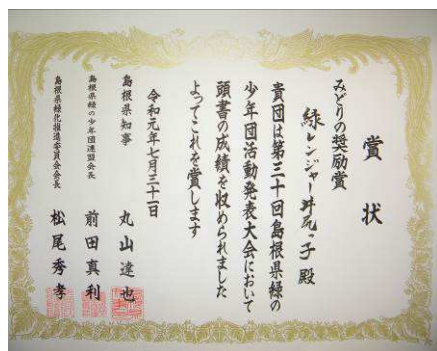 賞状
みどりの奨励賞
緑レンジャー井尻っ子 殿
貴団は第三十回島根県緑の
少年団活動発表大会において
頭書の成績を収められました
よってこれを賞します
令和元年七月三十一日
島根県知事 丸山達也
島根県緑の少年団連盟会長 前田真利
島根県緑化推進委員会会長 松尾秀孝